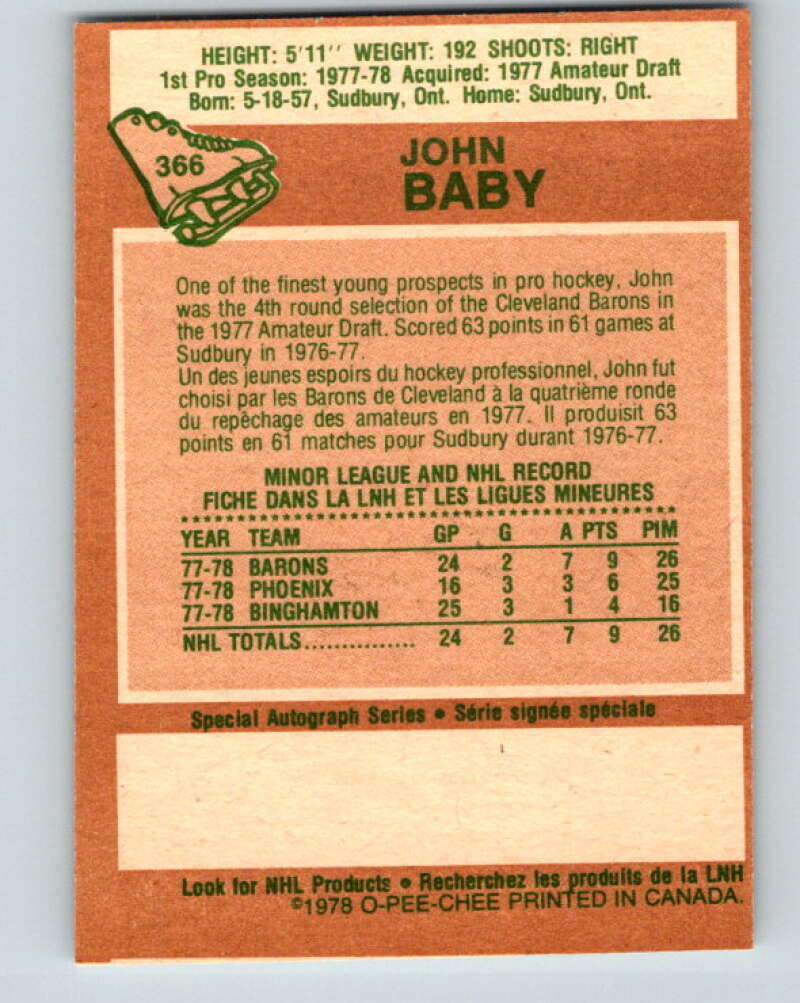 HEIGHT: 5'11'' WEIGHT: 192 SHOOTS: RIGHT
1st Pro Season: 1977-78 Acquired: 1977 Amateur Draft
Born: 5-18-57, Sudbury, Ont. Home: Sudbury, Ont.
366
JOHN
BABY
One of the finest young prospects in pro hockey, John
was the 4th round selection of the Cleveland Barons in
the 1977 Amateur Draft. Scored 63 points in 61 games at
Sudbury in 1976-77.
Un des jeunes espoirs du hockey professionnel, John fut
choisi par les Barons de Cleveland à la quatrième ronde
du repêchage des amateurs en 1977. Il produisit 63
points en 61 matches pour Sudbury durant 1976-77.
MINOR LEAGUE AND NHL RECORD
FICHE DANS LA LNH ET LES LIGUES MINEURES
YEAR TEAM GP G A PTS PIM
77-78 BARONS 24 2 7 9 26
77-78 PHOENIX 16 3 3 6 25
77-78 BINGHAMTON 25 3 1 4 16
NHL TOTALS............... 24 2 7 9 26
Special Autograph Series • Série signée spéciale
Look for NHL Products • Recherchez les produits de la LNH
©1978 O-PEE-CHEE PRINTED IN CANADA.